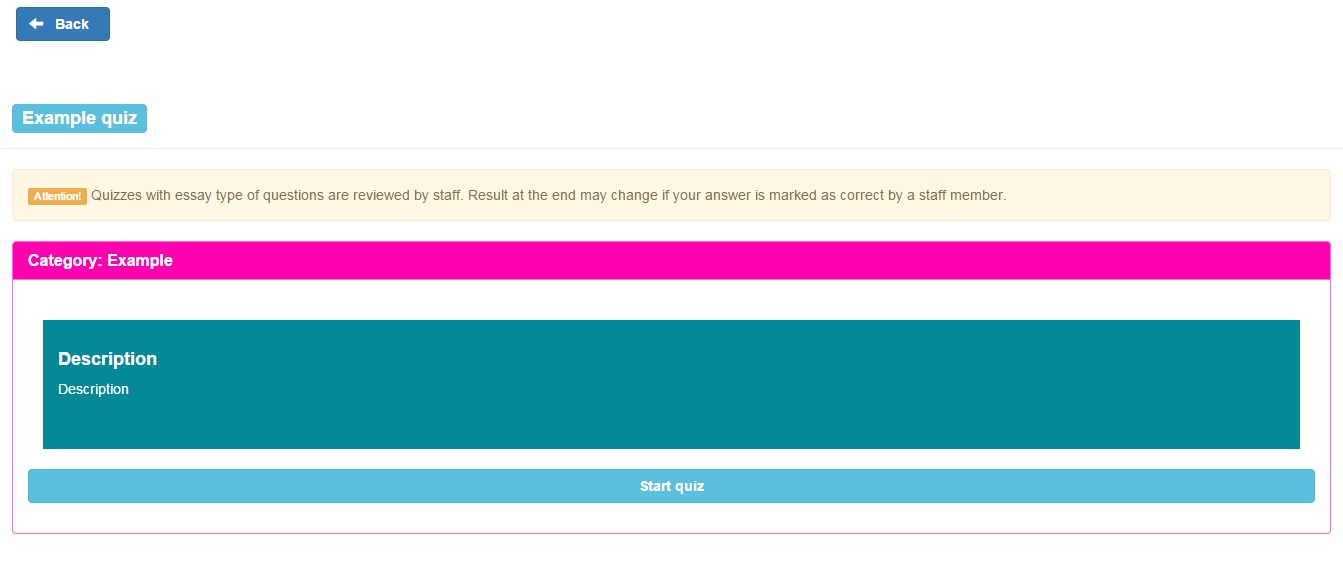 Back
Example quiz
Attention! Quizzes with essay type of questions are reviewed by staff. Result at the end may change if your answer is marked as correct by a staff member.
Category: Example
Description
Description
Start quiz